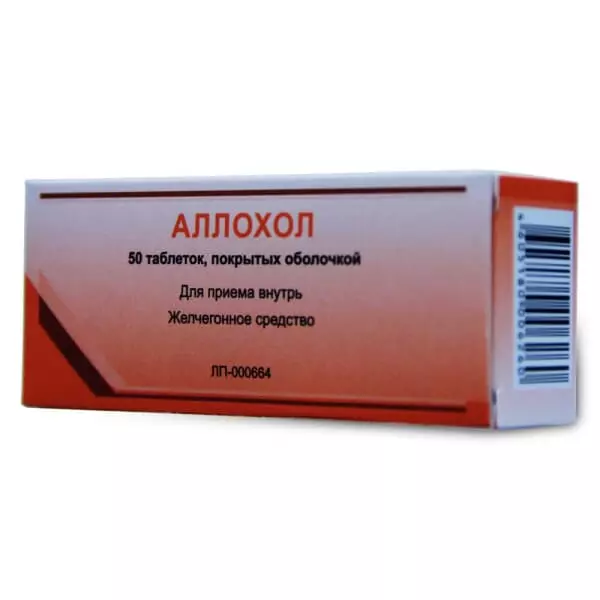 АЛЛОХОЛ
50 таблеток, покрытых оболочкой
Для приема внутрь
Желчегонное средство
ЛП-000664